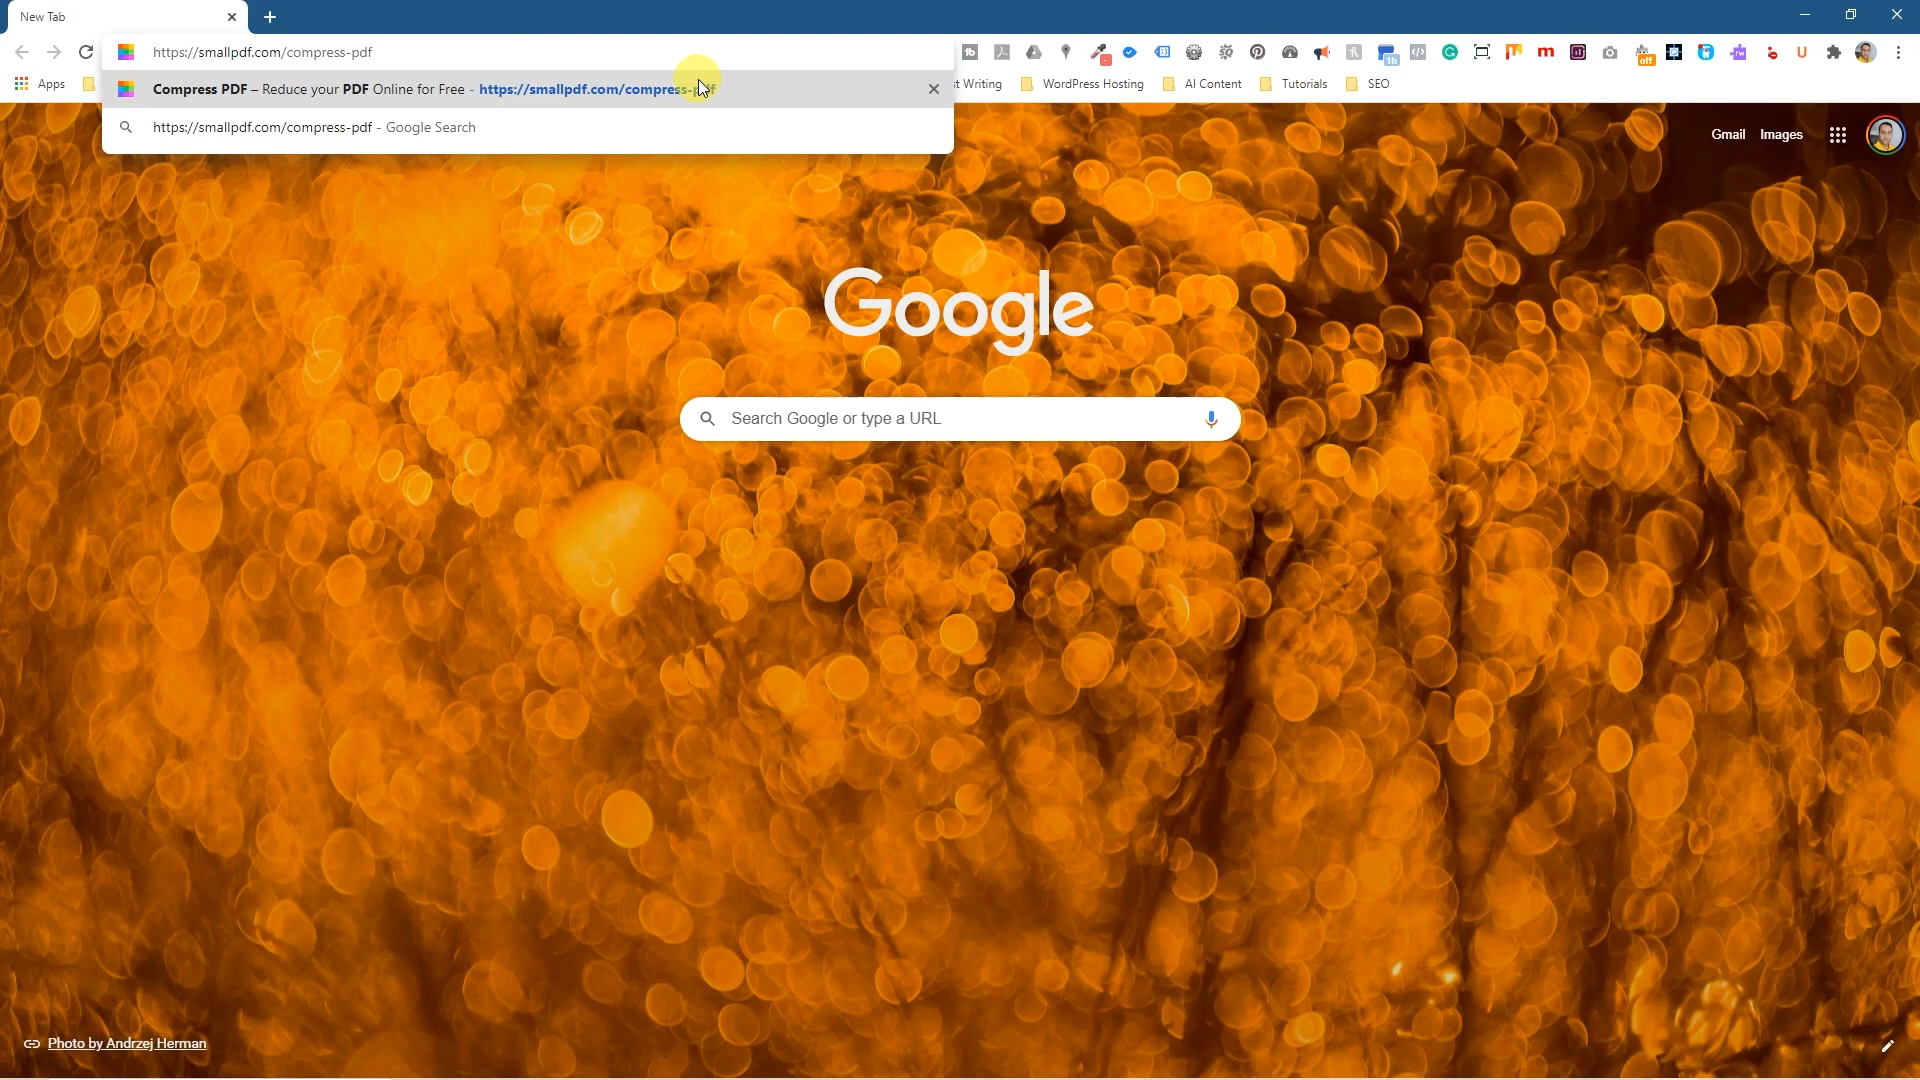 New Tab
https://smallpdf.com/compress-pdf
Compress PDF – Reduce your PDF Online for Free - https://smallpdf.com/compress-pdf
https://smallpdf.com/compress-pdf - Google Search
Apps
Writing
WordPress Hosting
AI Content
Tutorials
SEO
1h
off
Gmail
Images
Google
Search Google or type a URL
Photo by Andrzej Herman